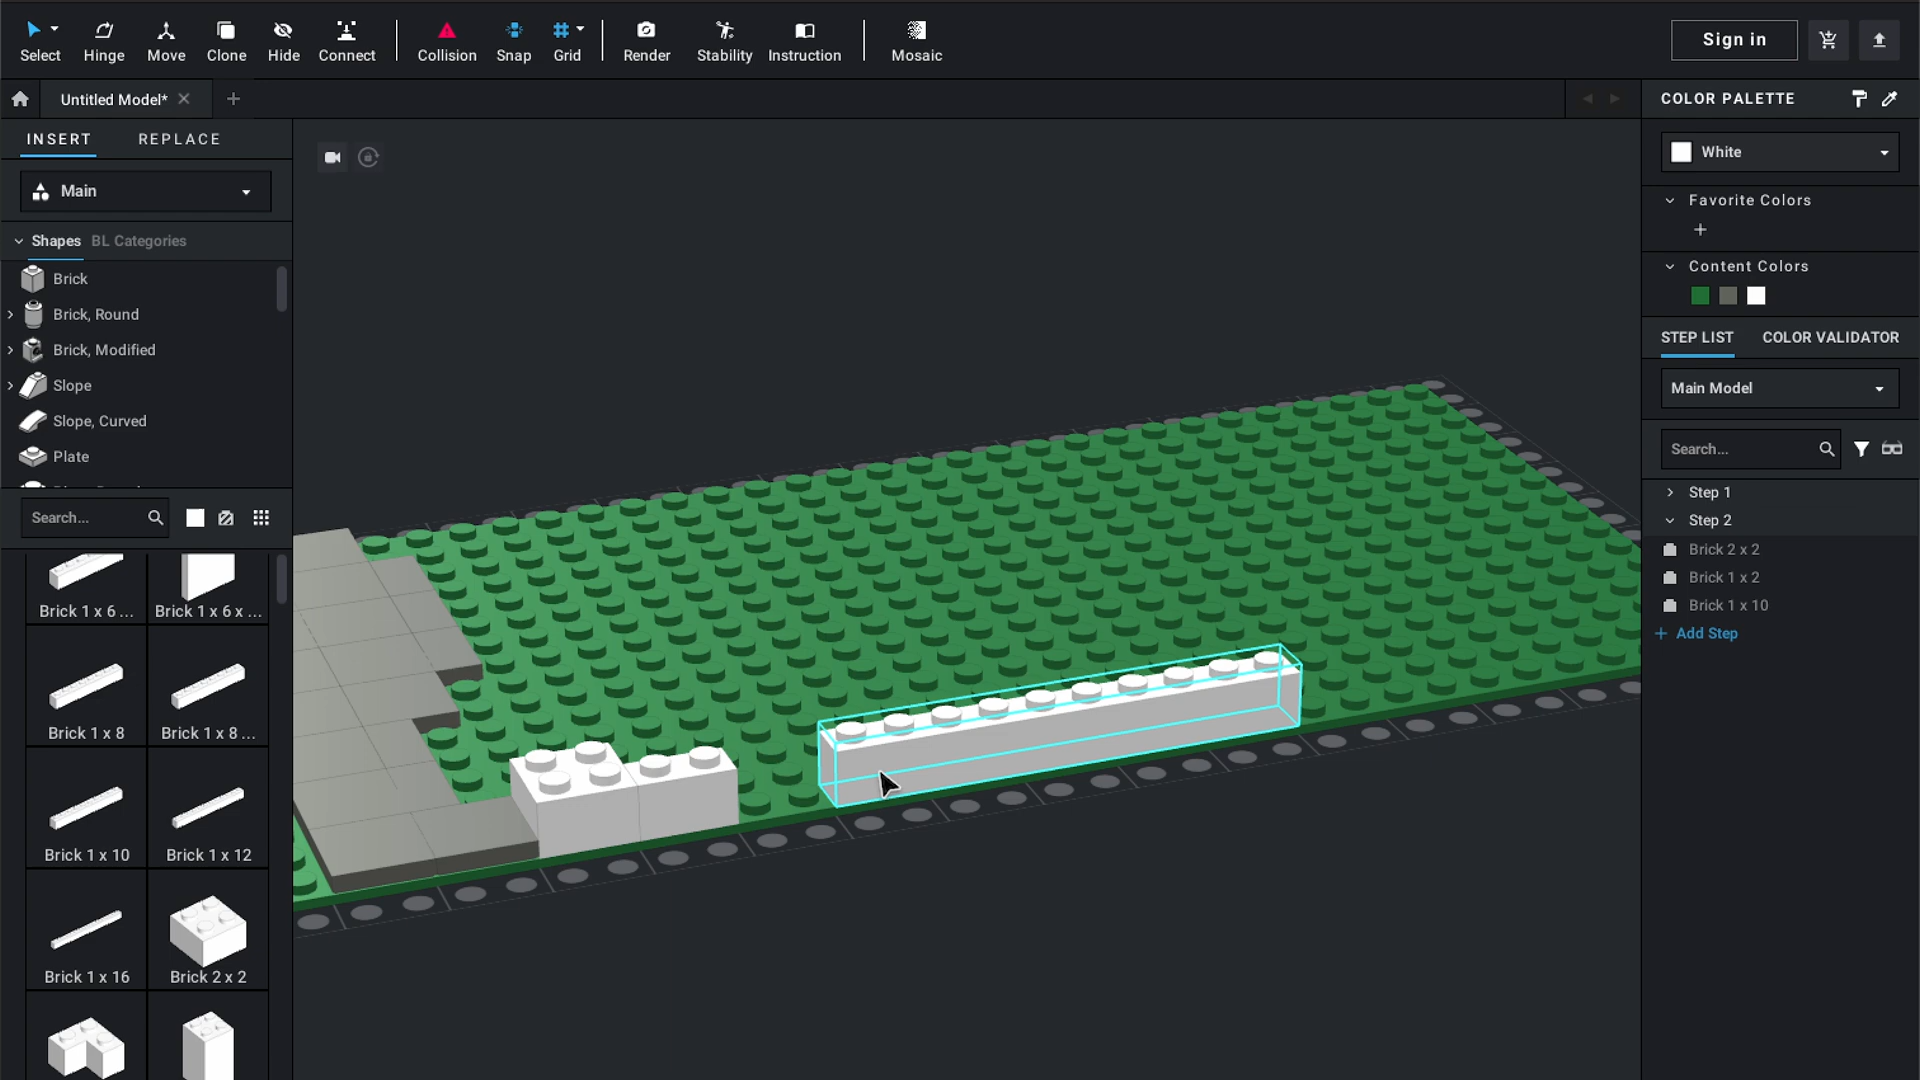 Select Hinge Move Clone Hide Connect Collision Snap Grid Render Stability Instruction Mosaic Sign in
Untitled Model*
COLOR PALETTE
INSERT REPLACE
White
Main
Favorite Colors
Shapes BL Categories
Content Colors
Brick
Brick, Round
STEP LIST COLOR VALIDATOR
Brick, Modified
Main Model
Slope
Slope, Curved
Search...
Plate
Step 1
Search...
Step 2
Brick 2 x 2
Brick 1 x 2
Brick 1 x 10
Add Step
Brick 1 x 6 ... Brick 1 x 6 x ...
Brick 1 x 8 Brick 1 x 8 ...
Brick 1 x 10 Brick 1 x 12
Brick 1 x 16 Brick 2 x 2